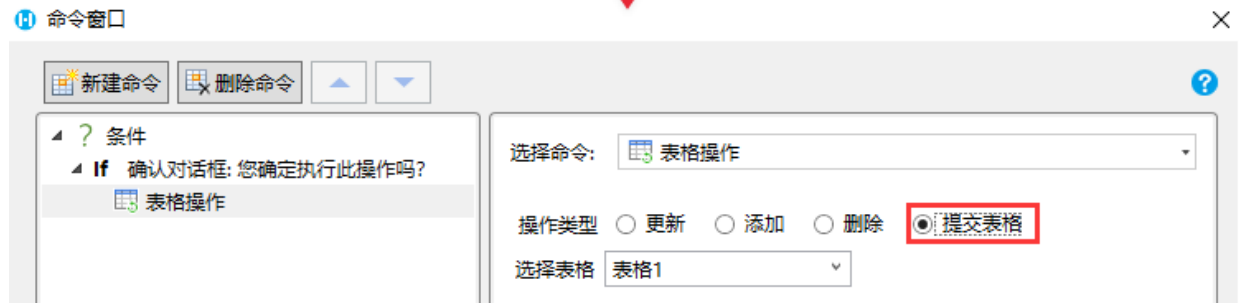 命令窗口
新建命令 删除命令
条件
If 确认对话框: 您确定执行此操作吗?
表格操作
选择命令: 表格操作
操作类型 更新 添加 删除 提交表格
选择表格 表格1